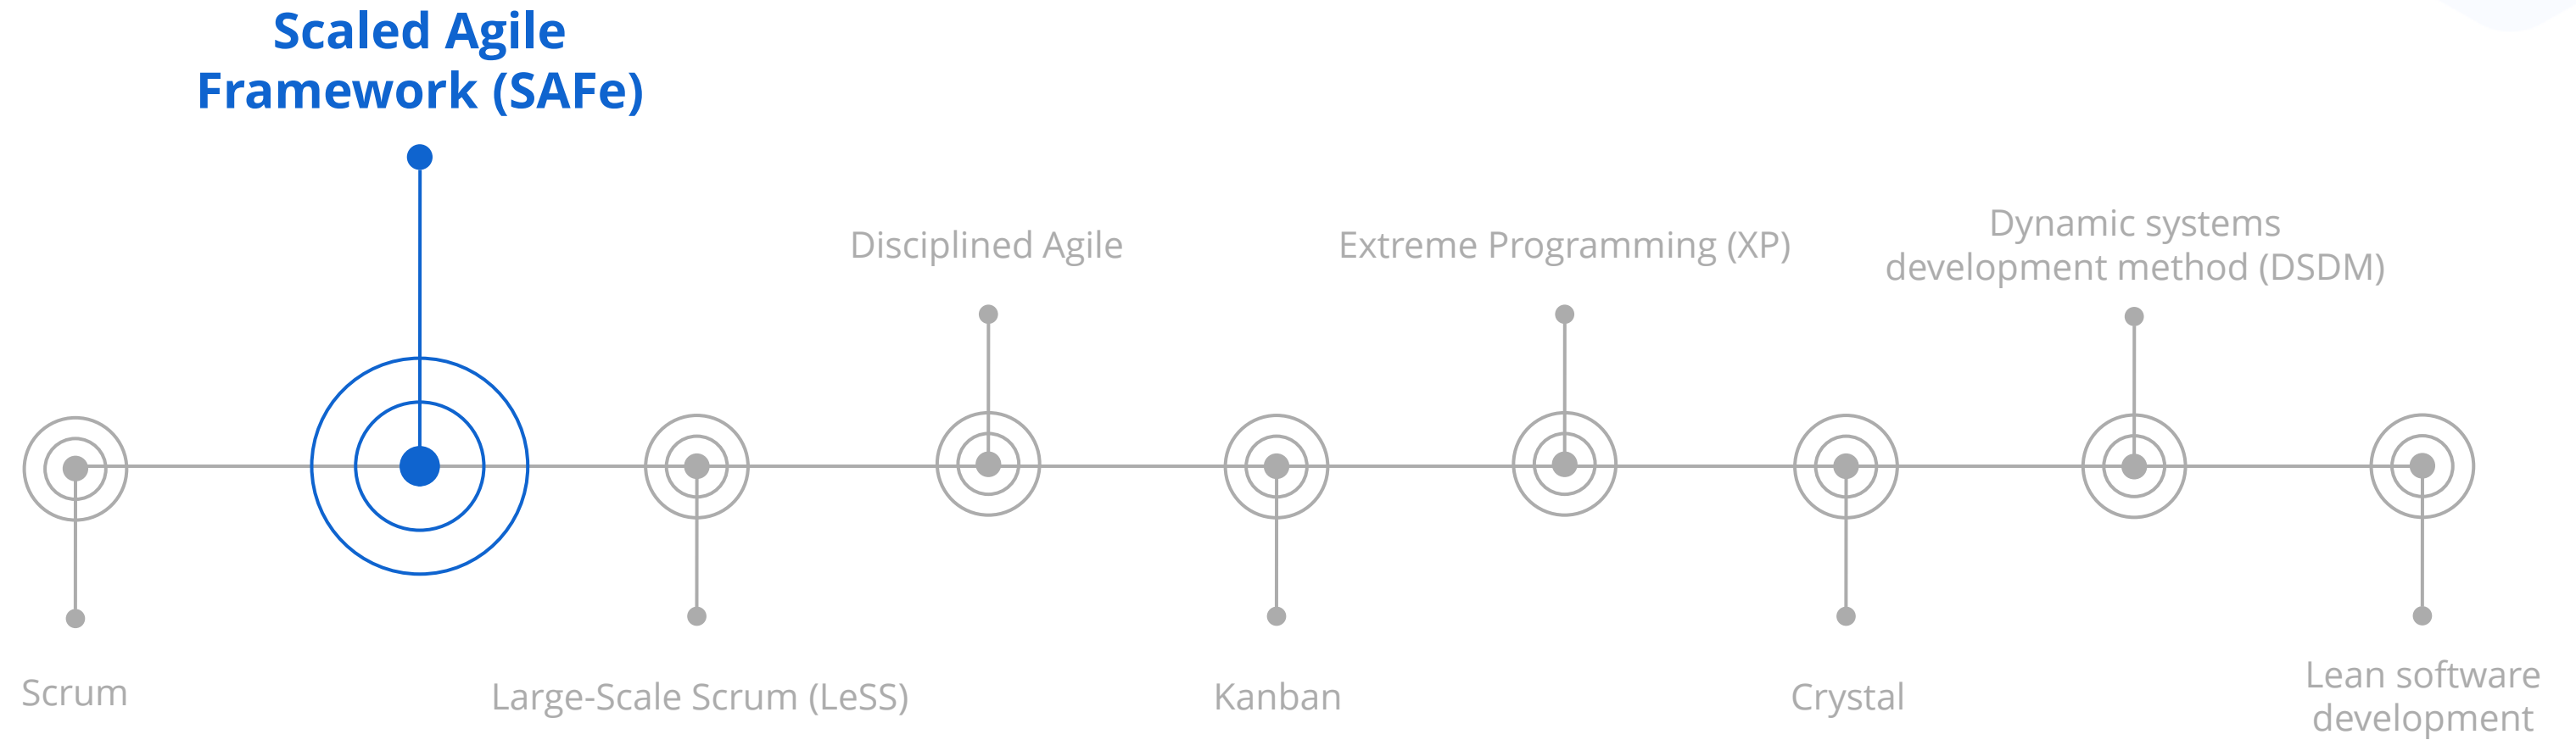 Scaled Agile
Framework (SAFe)
Disciplined Agile
Extreme Programming (XP)
Dynamic systems
development method (DSDM)
Scrum
Large-Scale Scrum (LeSS)
Kanban
Crystal
Lean software
development